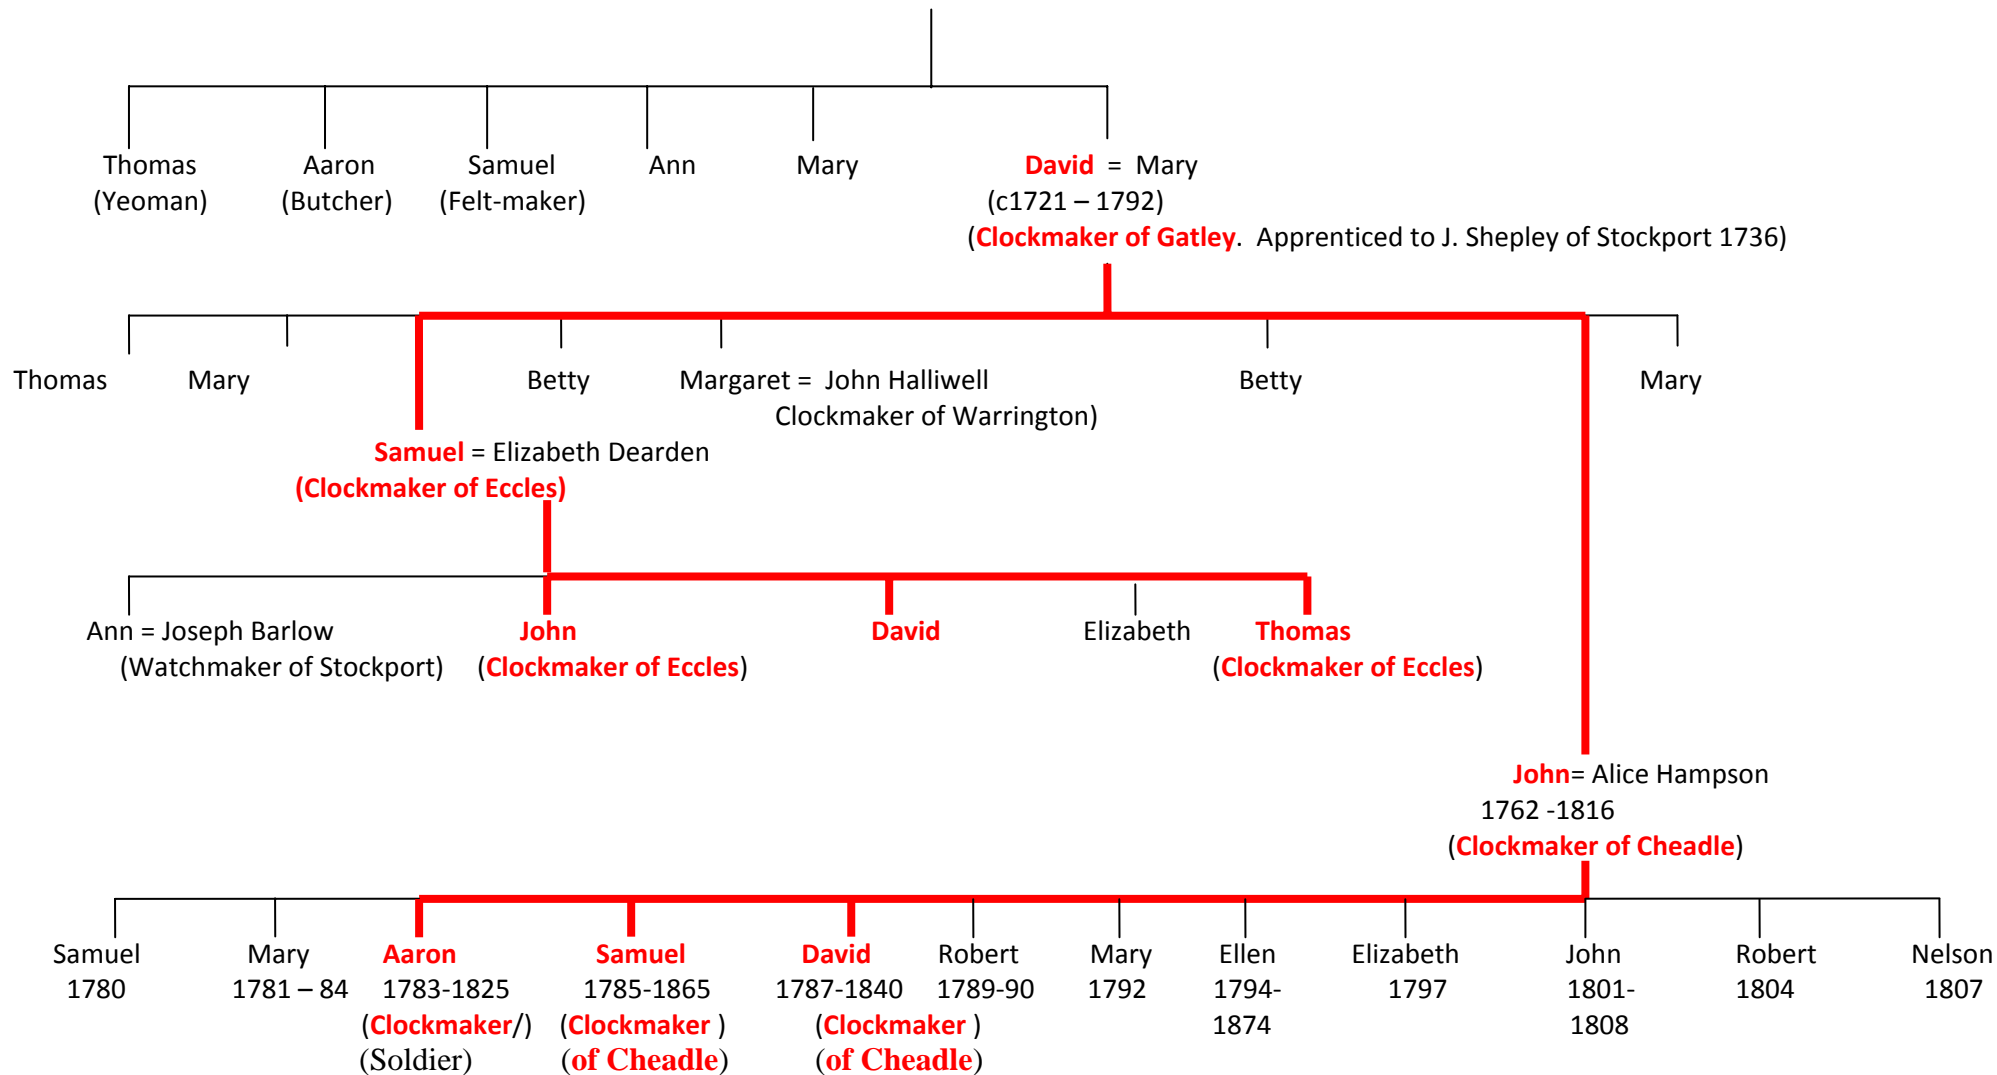 Thomas Aaron Samuel Ann Mary David = Mary
(Yeoman) (Butcher) (Felt-maker) (c1721 – 1792)
(Clockmaker of Gatley. Apprenticed to J. Shepley of Stockport 1736)
Thomas Mary Betty Margaret = John Halliwell Betty Mary
Clockmaker of Warrington)
Samuel = Elizabeth Dearden
(Clockmaker of Eccles)
Ann = Joseph Barlow John David Elizabeth Thomas
(Watchmaker of Stockport) (Clockmaker of Eccles) (Clockmaker of Eccles)
John= Alice Hampson
1762 -1816
(Clockmaker of Cheadle)
Samuel Mary Aaron Samuel David Robert Mary Ellen Elizabeth John Robert Nelson
1780 1781 – 84 1783-1825 1785-1865 1787-1840 1789-90 1792 1794- 1797 1801- 1804 1807
(Clockmaker/) (Clockmaker ) (Clockmaker ) 1874 1808
(Soldier) (of Cheadle) (of Cheadle)